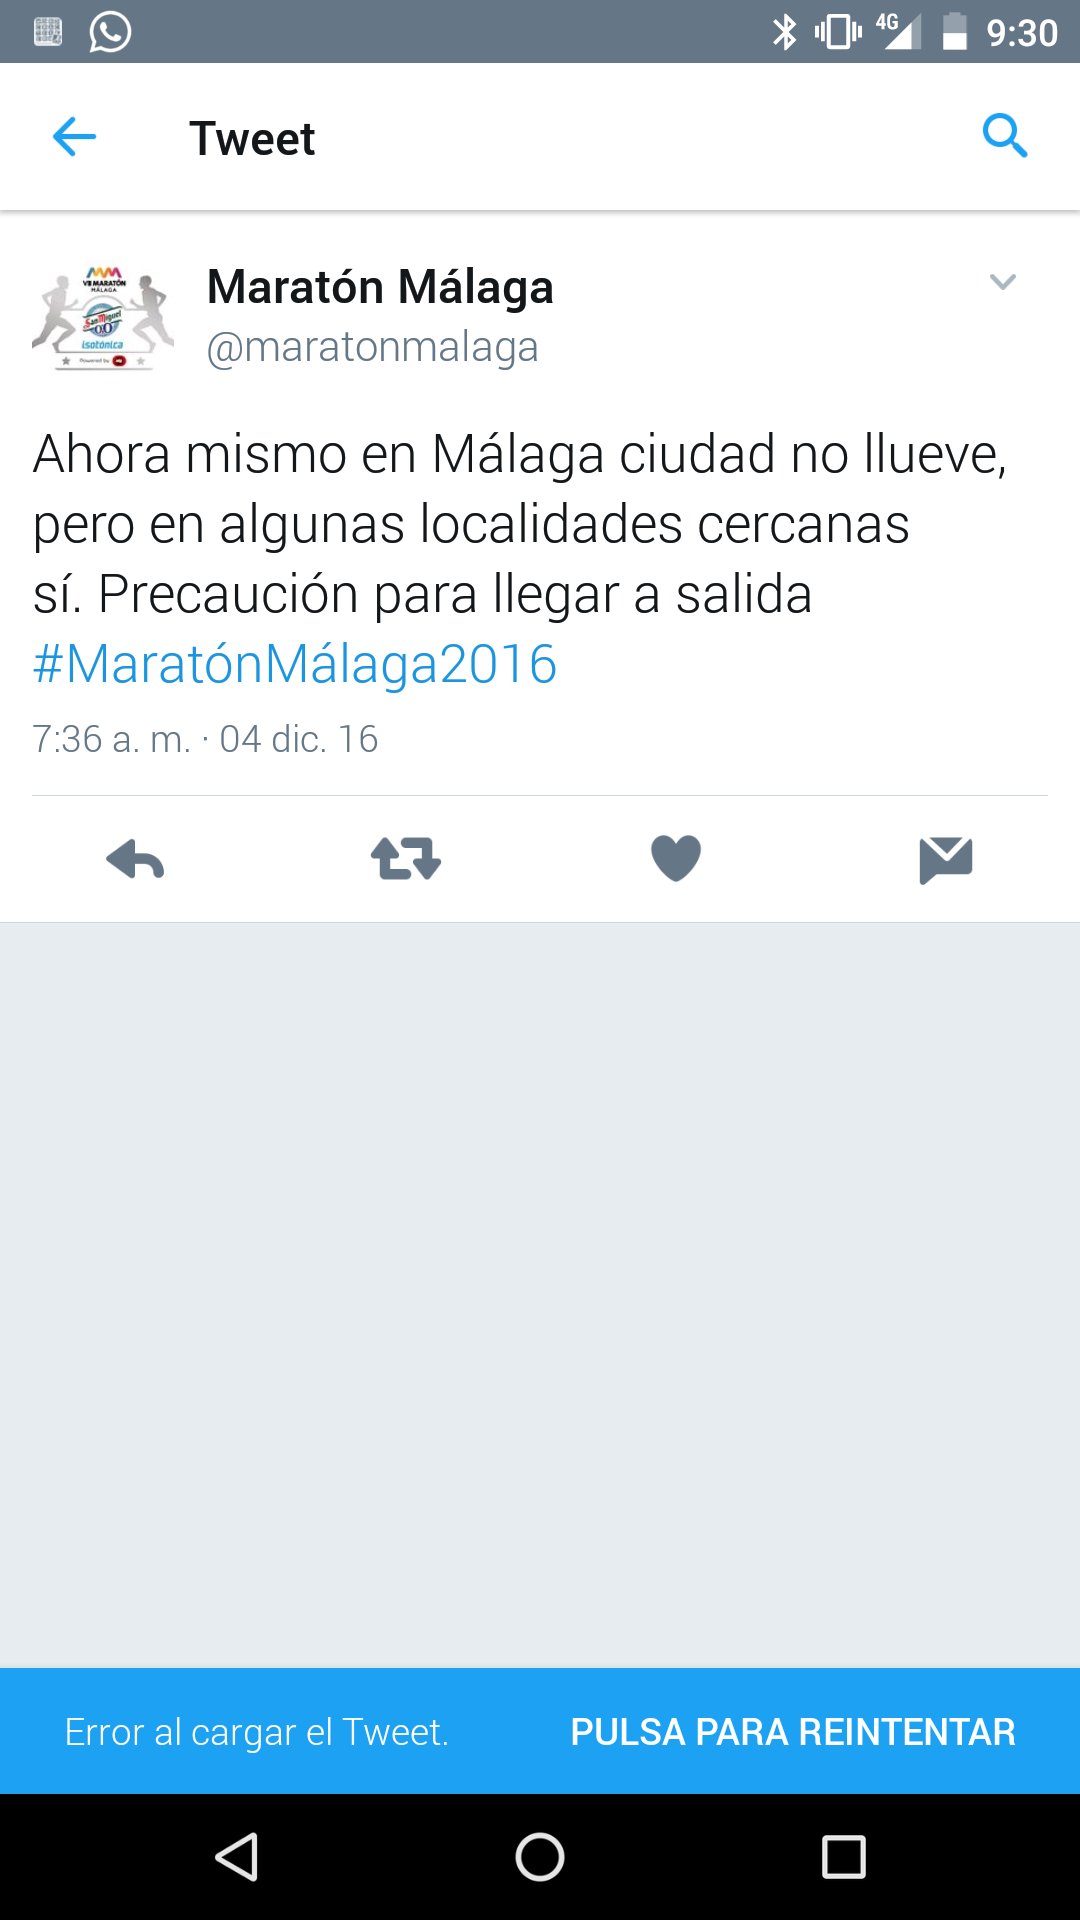 4G 9:30
Tweet
VII MARATÓN
MÁLAGA
San Miguel
0,0
isotónica
Powered by
Maratón Málaga
@maratonmalaga
Ahora mismo en Málaga ciudad no llueve,
pero en algunas localidades cercanas
sí. Precaución para llegar a salida
#MaratónMálaga2016
7:36 a. m. · 04 dic. 16
Error al cargar el Tweet. PULSA PARA REINTENTAR